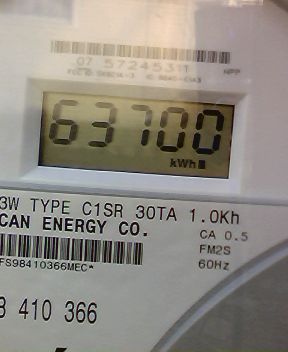 07 57245311
63700
kWh
3W TYPE C1SR 30TA 1.0Kh
CAN ENERGY CO.
CA 0.5
FM2S
60Hz
FS98410366MEC*
8 410 366